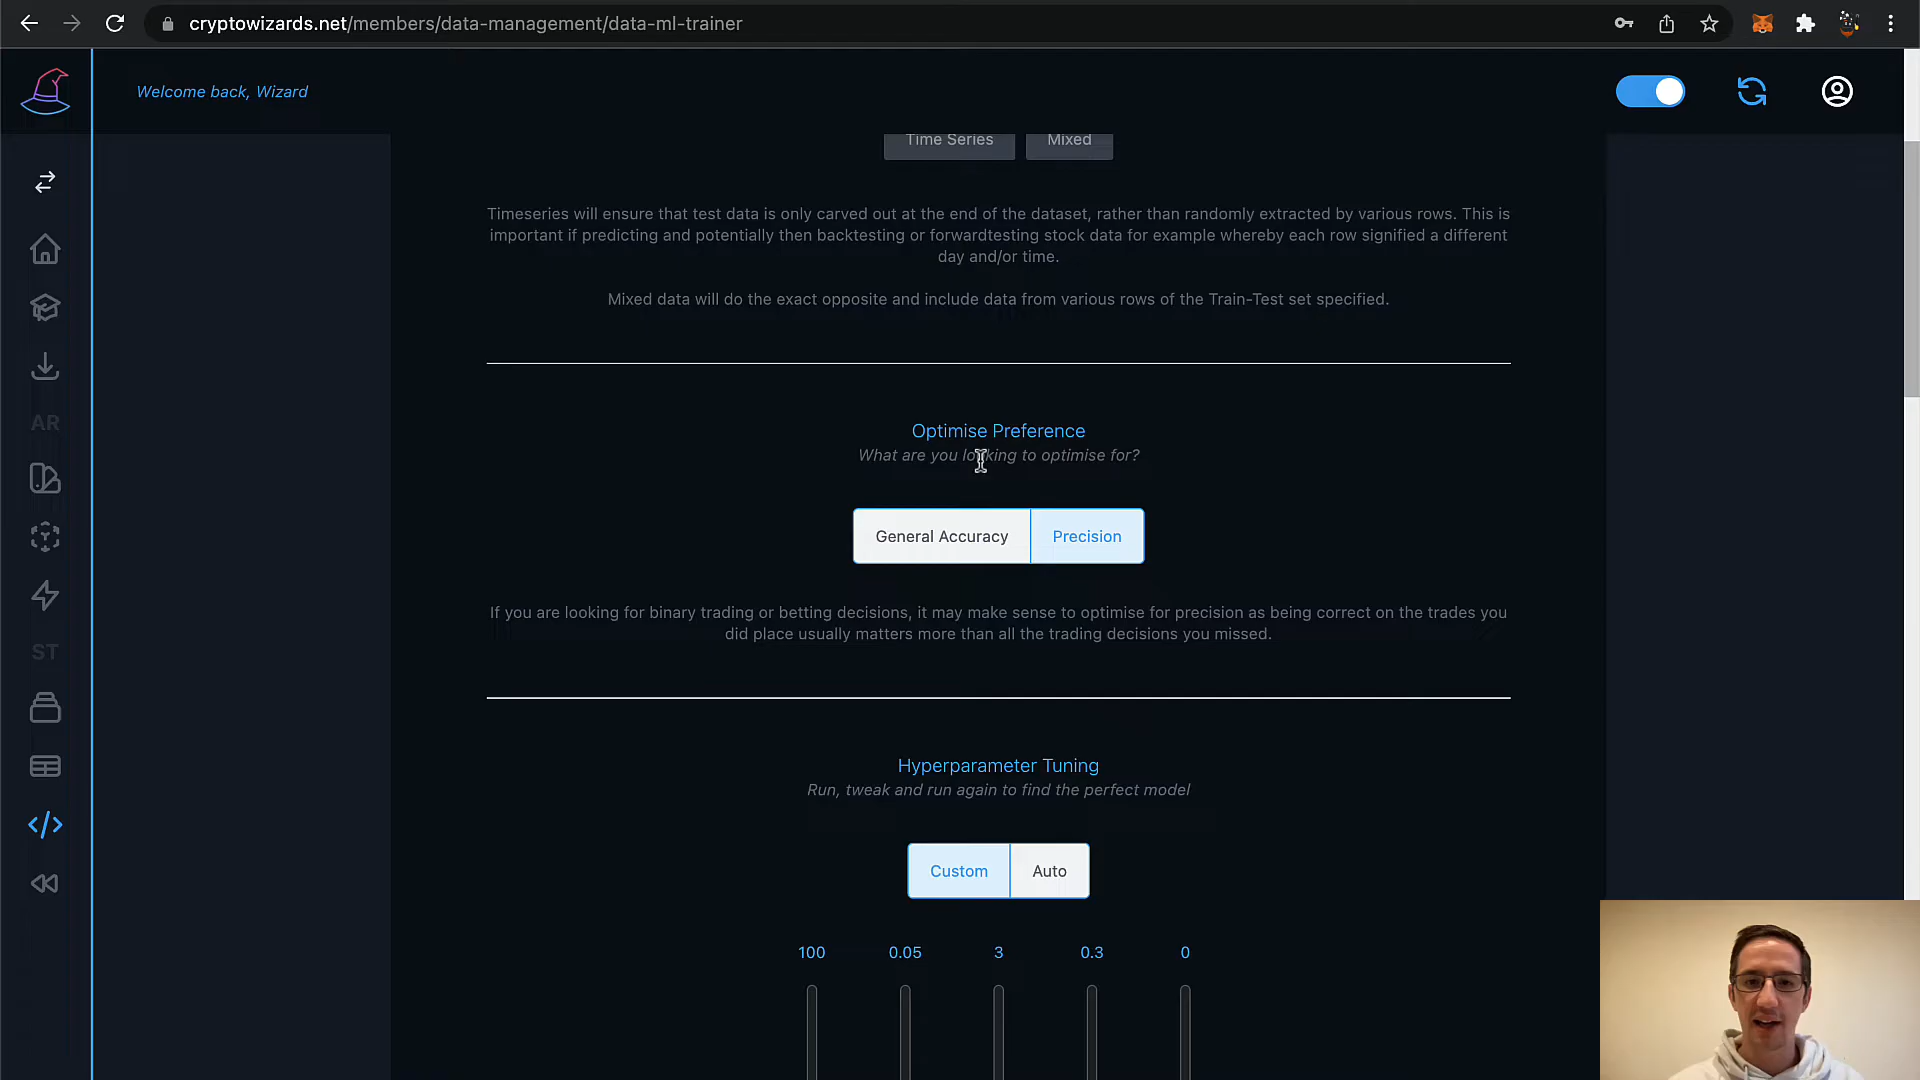 cryptowizards.net/members/data-management/data-ml-trainer
Welcome back, Wizard
Time Series Mixed
Timeseries will ensure that test data is only carved out at the end of the dataset, rather than randomly extracted by various rows. This is
important if predicting and potentially then backtesting or forwardtesting stock data for example whereby each row signified a different
day and/or time.
Mixed data will do the exact opposite and include data from various rows of the Train-Test set specified.
AR
Optimise Preference
What are you looking to optimise for?
General Accuracy Precision
If you are looking for binary trading or betting decisions, it may make sense to optimise for precision as being correct on the trades you
did place usually matters more than all the trading decisions you missed.
ST
Hyperparameter Tuning
Run, tweak and run again to find the perfect model
Custom Auto
100 0.05 3 0.3 0